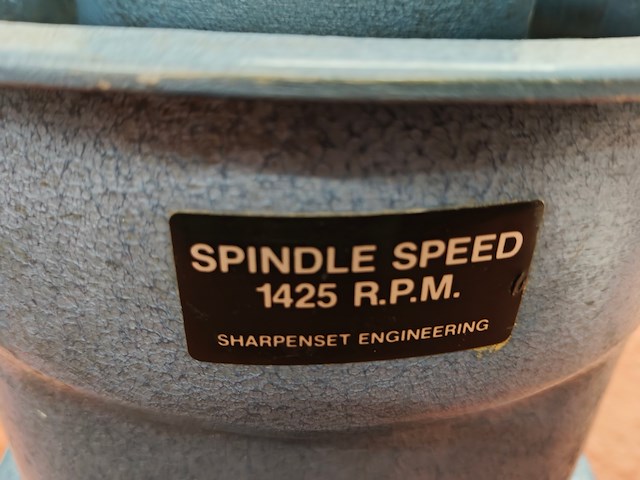 SPINDLE SPEED
1425 R.P.M.
SHARPENSET ENGINEERING